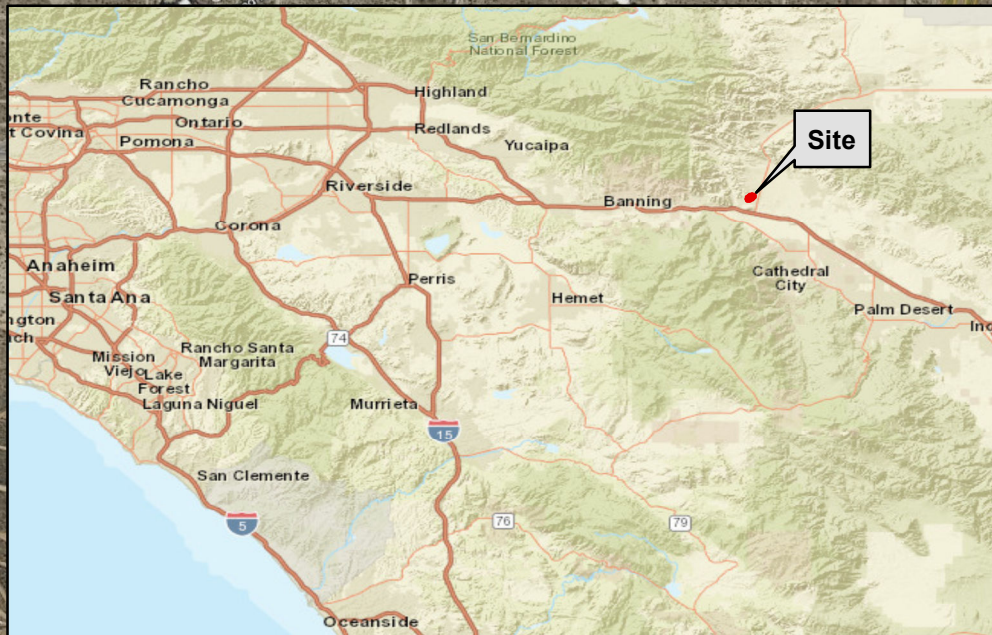 San Bernardino
National Forest
Rancho
Cucamonga
Highland
onte
t Covina
Ontario
Redlands
Pomona
Yucaipa
Site
Riverside
Banning
Corona
Anaheim
Perris
Cathedral
City
Santa Ana
Hemet
Palm Desert
ngton
ch
Ind
74
Mission
Viejo
Rancho Santa
Margarita
Lake
Forest
Laguna Niguel
Murrieta
15
San Clemente
5
76
79
Oceanside